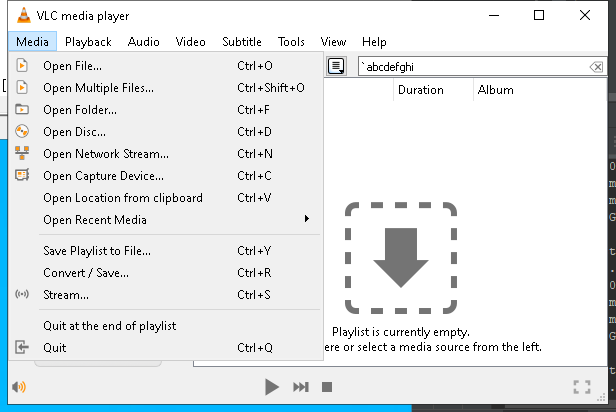 VLC media player
Media Playback Audio Video Subtitle Tools View Help
`abcdefghi
Duration Album
Open File... Ctrl+O
Open Multiple Files... Ctrl+Shift+O
Open Folder... Ctrl+F
Open Disc... Ctrl+D
Open Network Stream... Ctrl+N
Open Capture Device... Ctrl+C
Open Location from clipboard Ctrl+V
Open Recent Media
Save Playlist to File... Ctrl+Y
Convert / Save... Ctrl+R
Stream... Ctrl+S
Quit at the end of playlist
Quit Ctrl+Q
Playlist is currently empty.
ere or select a media source from the left.